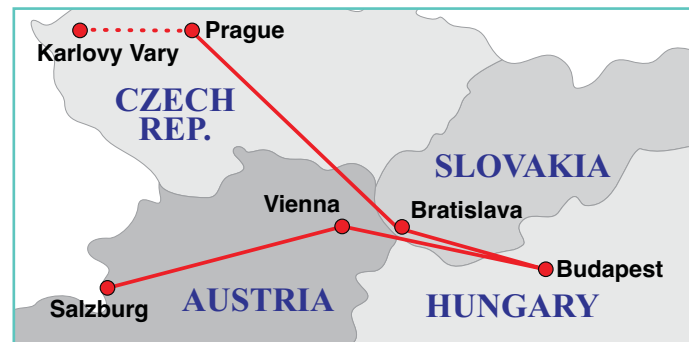 Prague
Karlovy Vary
CZECH
REP.
SLOVAKIA
Vienna
Bratislava
Budapest
Salzburg
AUSTRIA
HUNGARY